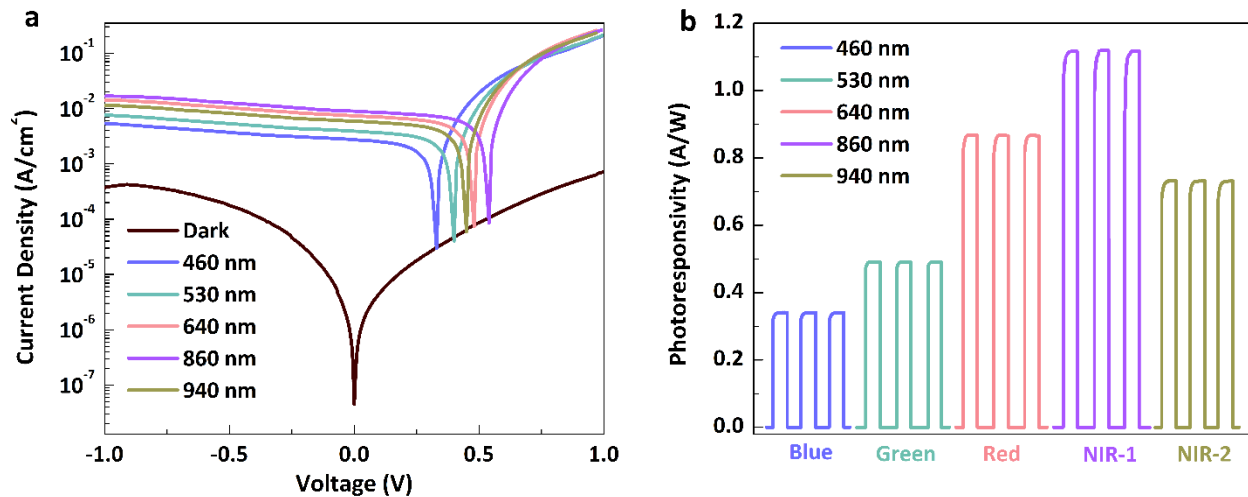 a
Current Density (A/cm²)
10⁻¹
10⁻²
10⁻³
10⁻⁴
10⁻⁵
10⁻⁶
10⁻⁷
Dark
460 nm
530 nm
640 nm
860 nm
940 nm
-1.0 -0.5 0.0 0.5 1.0
Voltage (V)
b
Photoresponsivity (A/W)
1.2
1.0
0.8
0.6
0.4
0.2
0.0
460 nm
530 nm
640 nm
860 nm
940 nm
Blue Green Red NIR-1 NIR-2